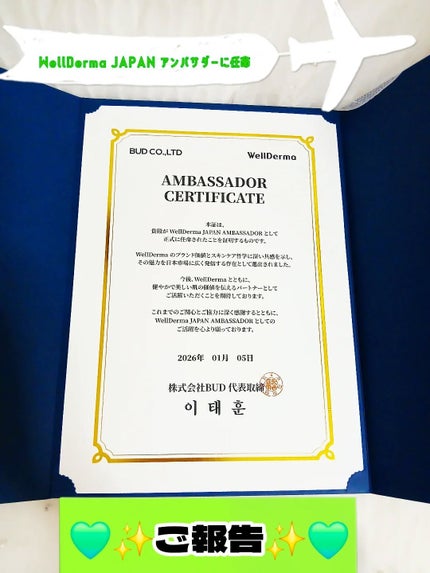 WellDerma JAPAN アンバサダーに任命
BUD CO.,LTD
WellDerma
AMBASSADOR
CERTIFICATE
本証は、
貴殿が WellDerma JAPAN AMBASSADOR として
正式に任命されたことを証明するものです。
WellDerma のブランド価値とスキンケア哲学に深い共感を示し、
その魅力を日本市場に広く発信する存在として選出されました。
今後、WellDerma とともに、
健やかで美しい肌の価値を伝えるパートナーとして
ご活躍いただくことを期待しております。
これまでのご関心とご協力に深く感謝するとともに、
WellDerma JAPAN AMBASSADOR としての
ご活躍を心より願っております。
2026年 01月 05日
株式会社BUD 代表取締
이 태 훈
💚✨ご報告✨💚